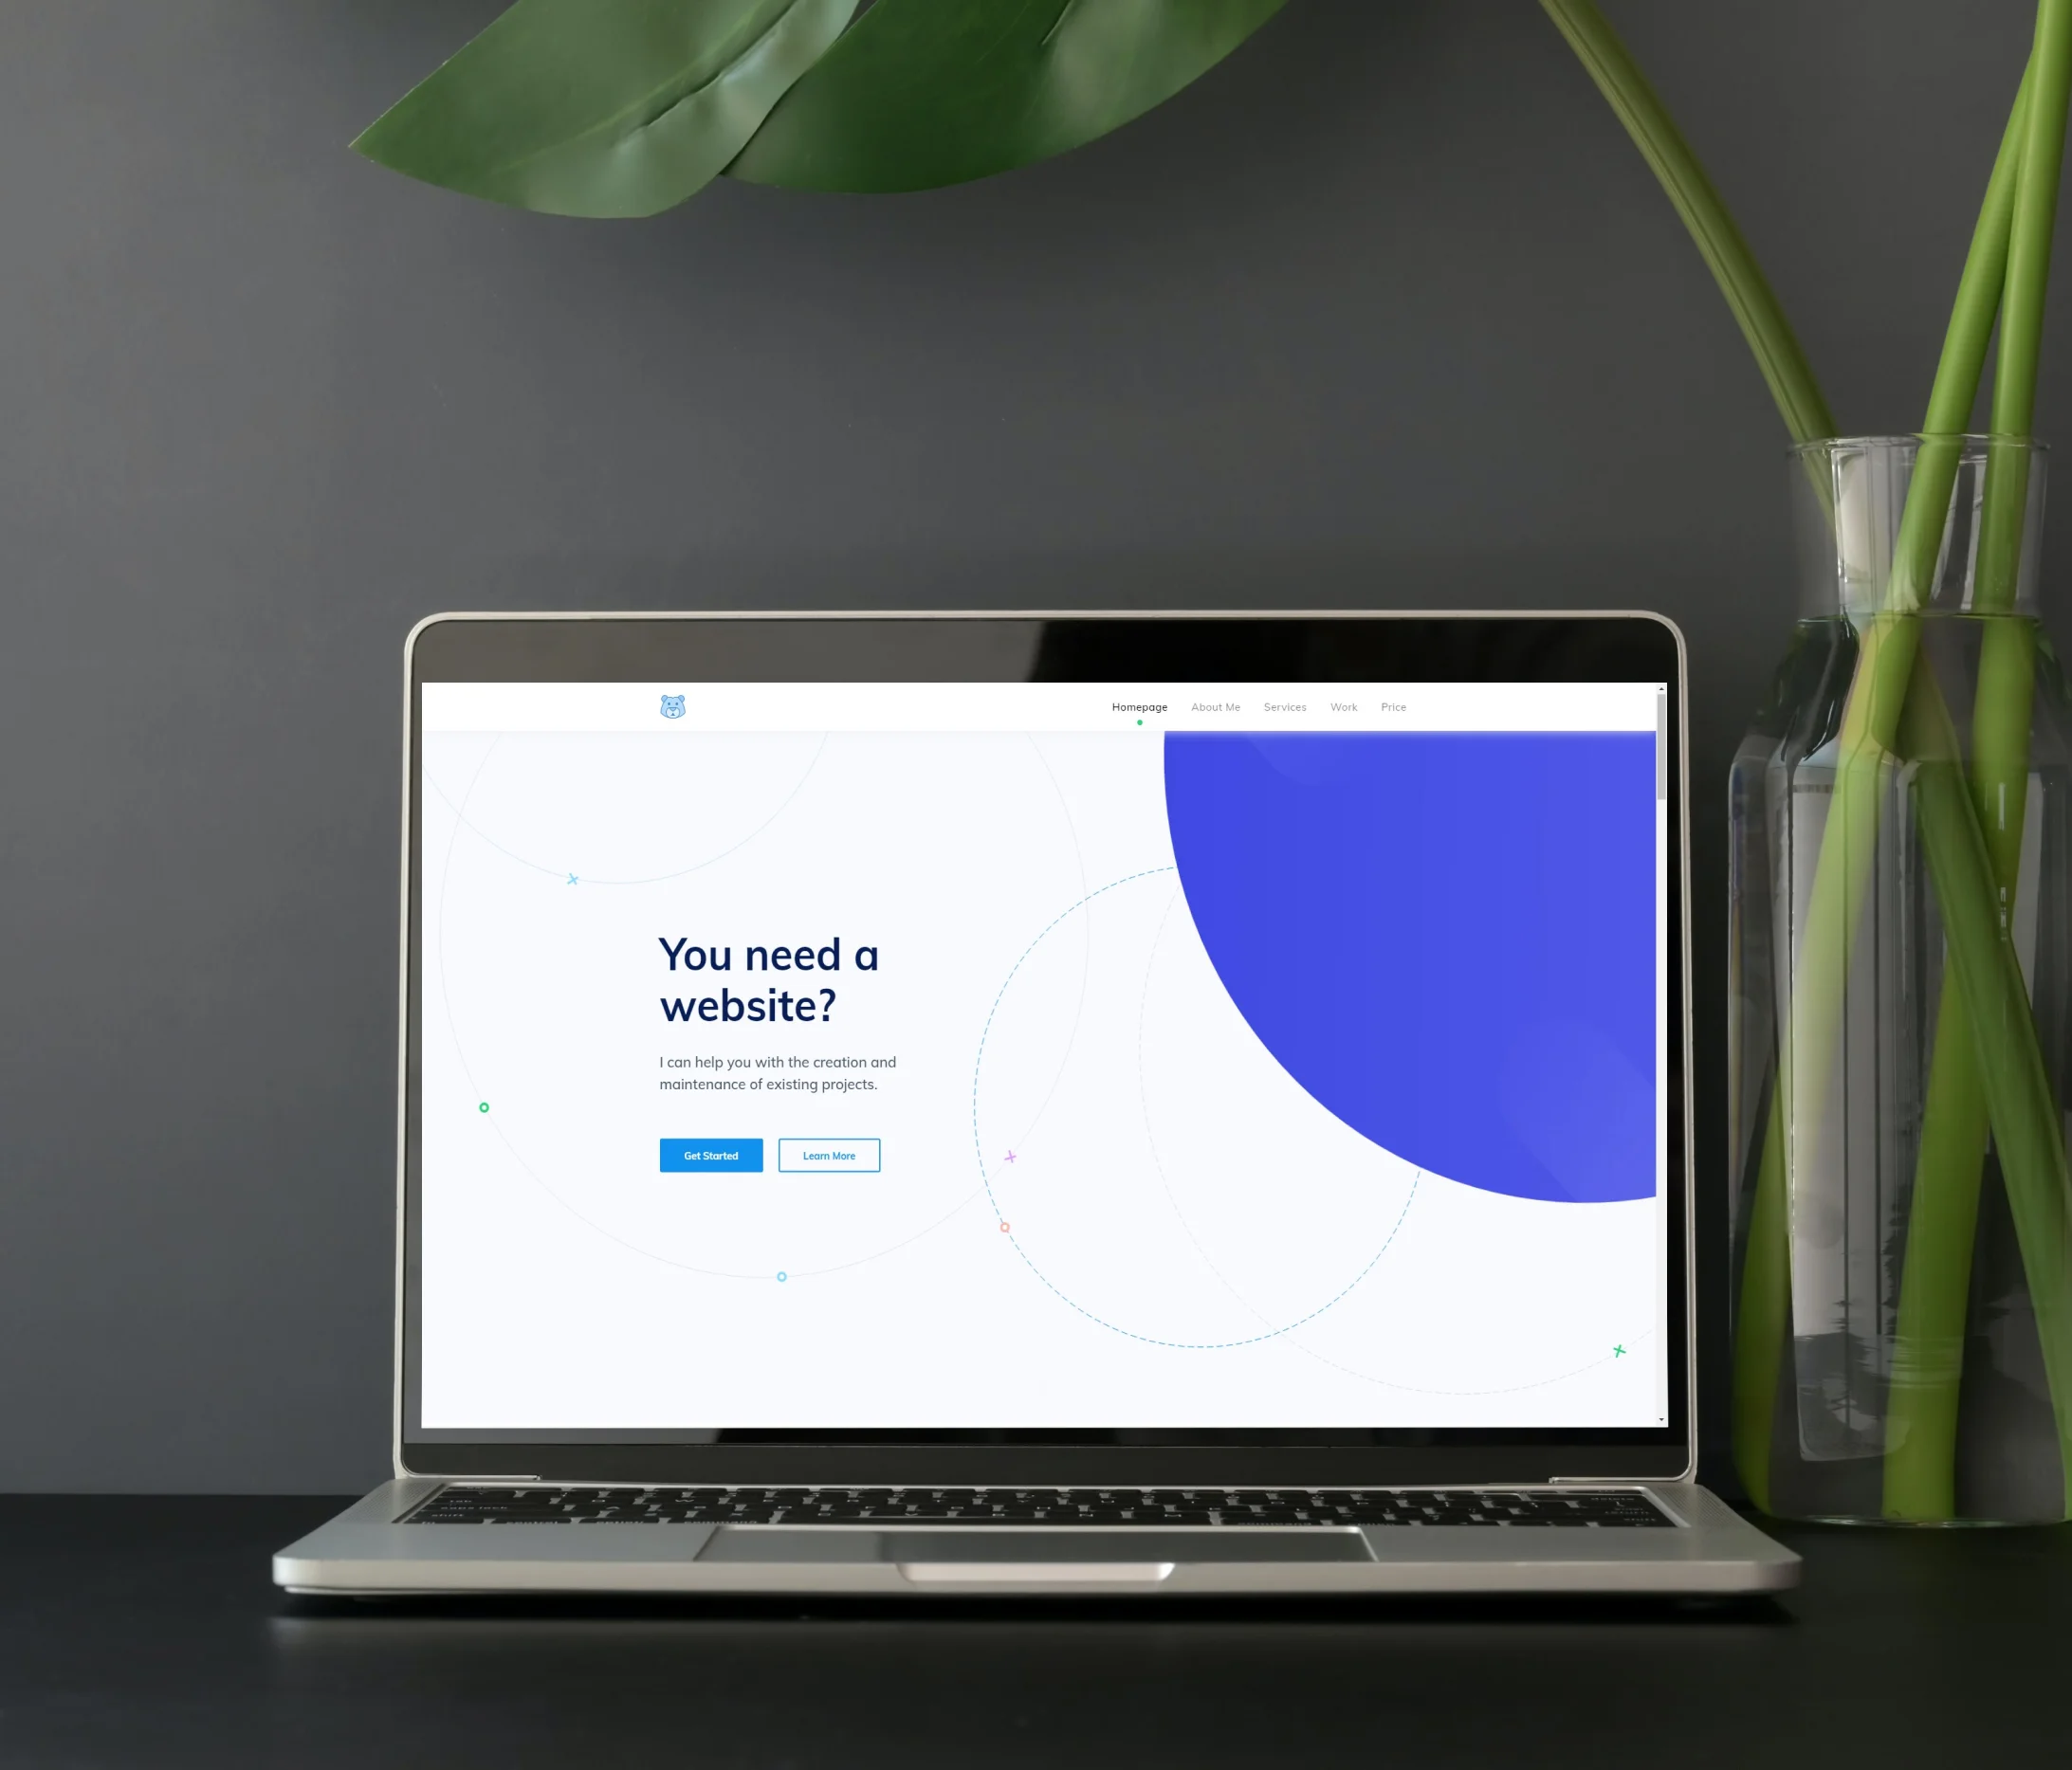 Homepage About Me Services Work Price
You need a
website?
I can help you with the creation and
maintenance of existing projects.
Get Started Learn More